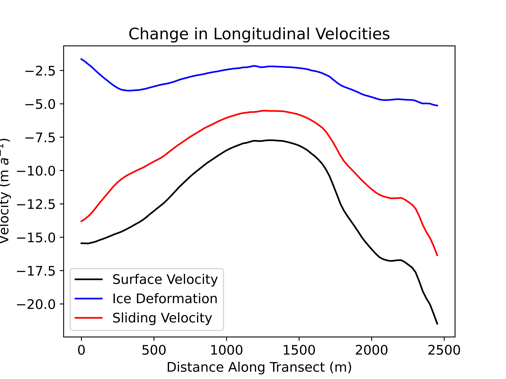 Change in Longitudinal Velocities
Velocity (m a⁻¹)
−2.5
−5.0
−7.5
−10.0
−12.5
−15.0
−17.5
−20.0
Surface Velocity
Ice Deformation
Sliding Velocity
0 500 1000 1500 2000 2500
Distance Along Transect (m)